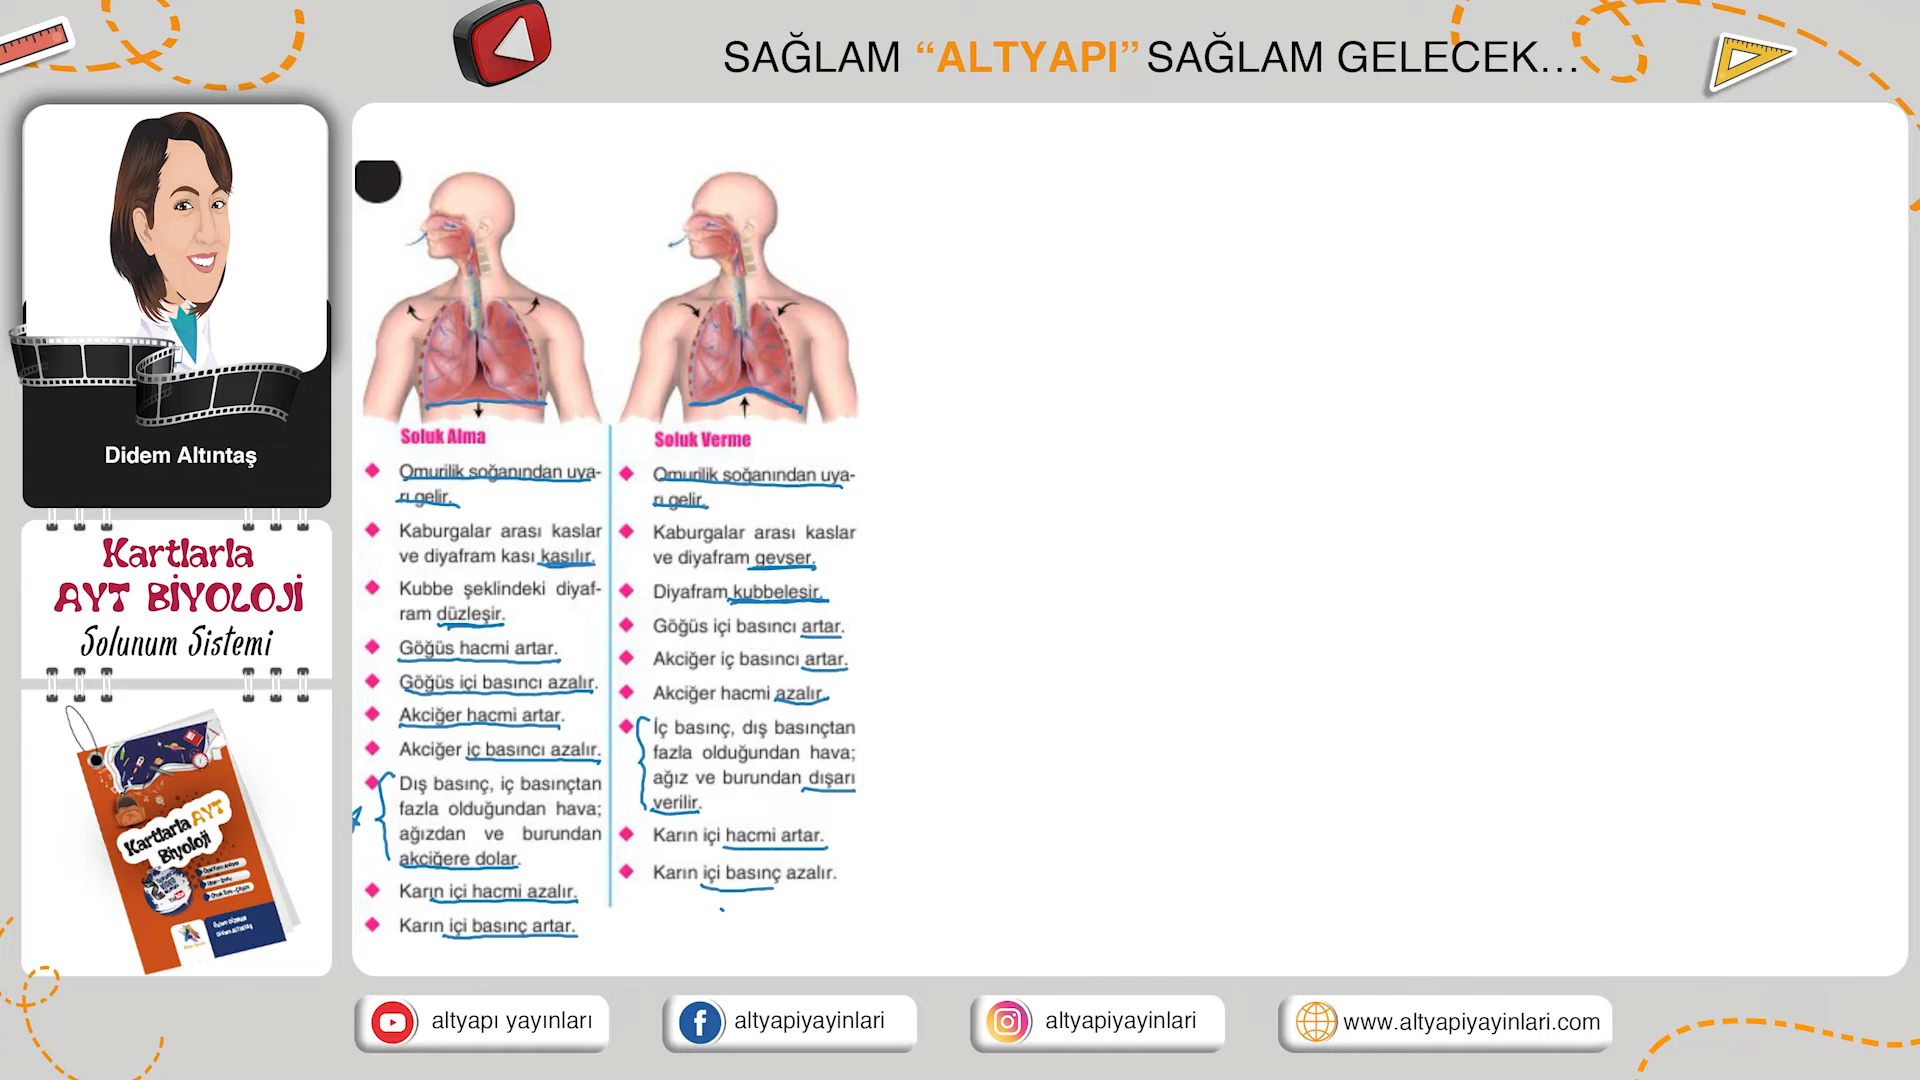 SAĞLAM “ALTYAPI” SAĞLAM GELECEK...
Didem Altıntaş
Kartlarla
AYT BİYOLOJİ
Solunum Sistemi
Kartlarla AYT
Biyoloji
Soluk Alma
Omurilik soğanından uya-
rı gelir.
Kaburgalar arası kaslar
ve diyafram kası kasılır.
Kubbe şeklindeki diyaf-
ram düzleşir.
Göğüs hacmi artar.
Göğüs içi basıncı azalır.
Akciğer hacmi artar.
Akciğer iç basıncı azalır.
Dış basınç, iç basınçtan
fazla olduğundan hava;
ağızdan ve burundan
akciğere dolar.
Karın içi hacmi azalır.
Karın içi basınç artar.
Soluk Verme
Omurilik soğanından uya-
rı gelir.
Kaburgalar arası kaslar
ve diyafram gevşer.
Diyafram kubbeleşir.
Göğüs içi basıncı artar.
Akciğer iç basıncı artar.
Akciğer hacmi azalır.
İç basınç, dış basınçtan
fazla olduğundan hava;
ağız ve burundan dışarı
verilir.
Karın içi hacmi artar.
Karın içi basınç azalır.
altyapı yayınları
altyapiyayinlari
altyapiyayinlari
www.altyapiyayinlari.com